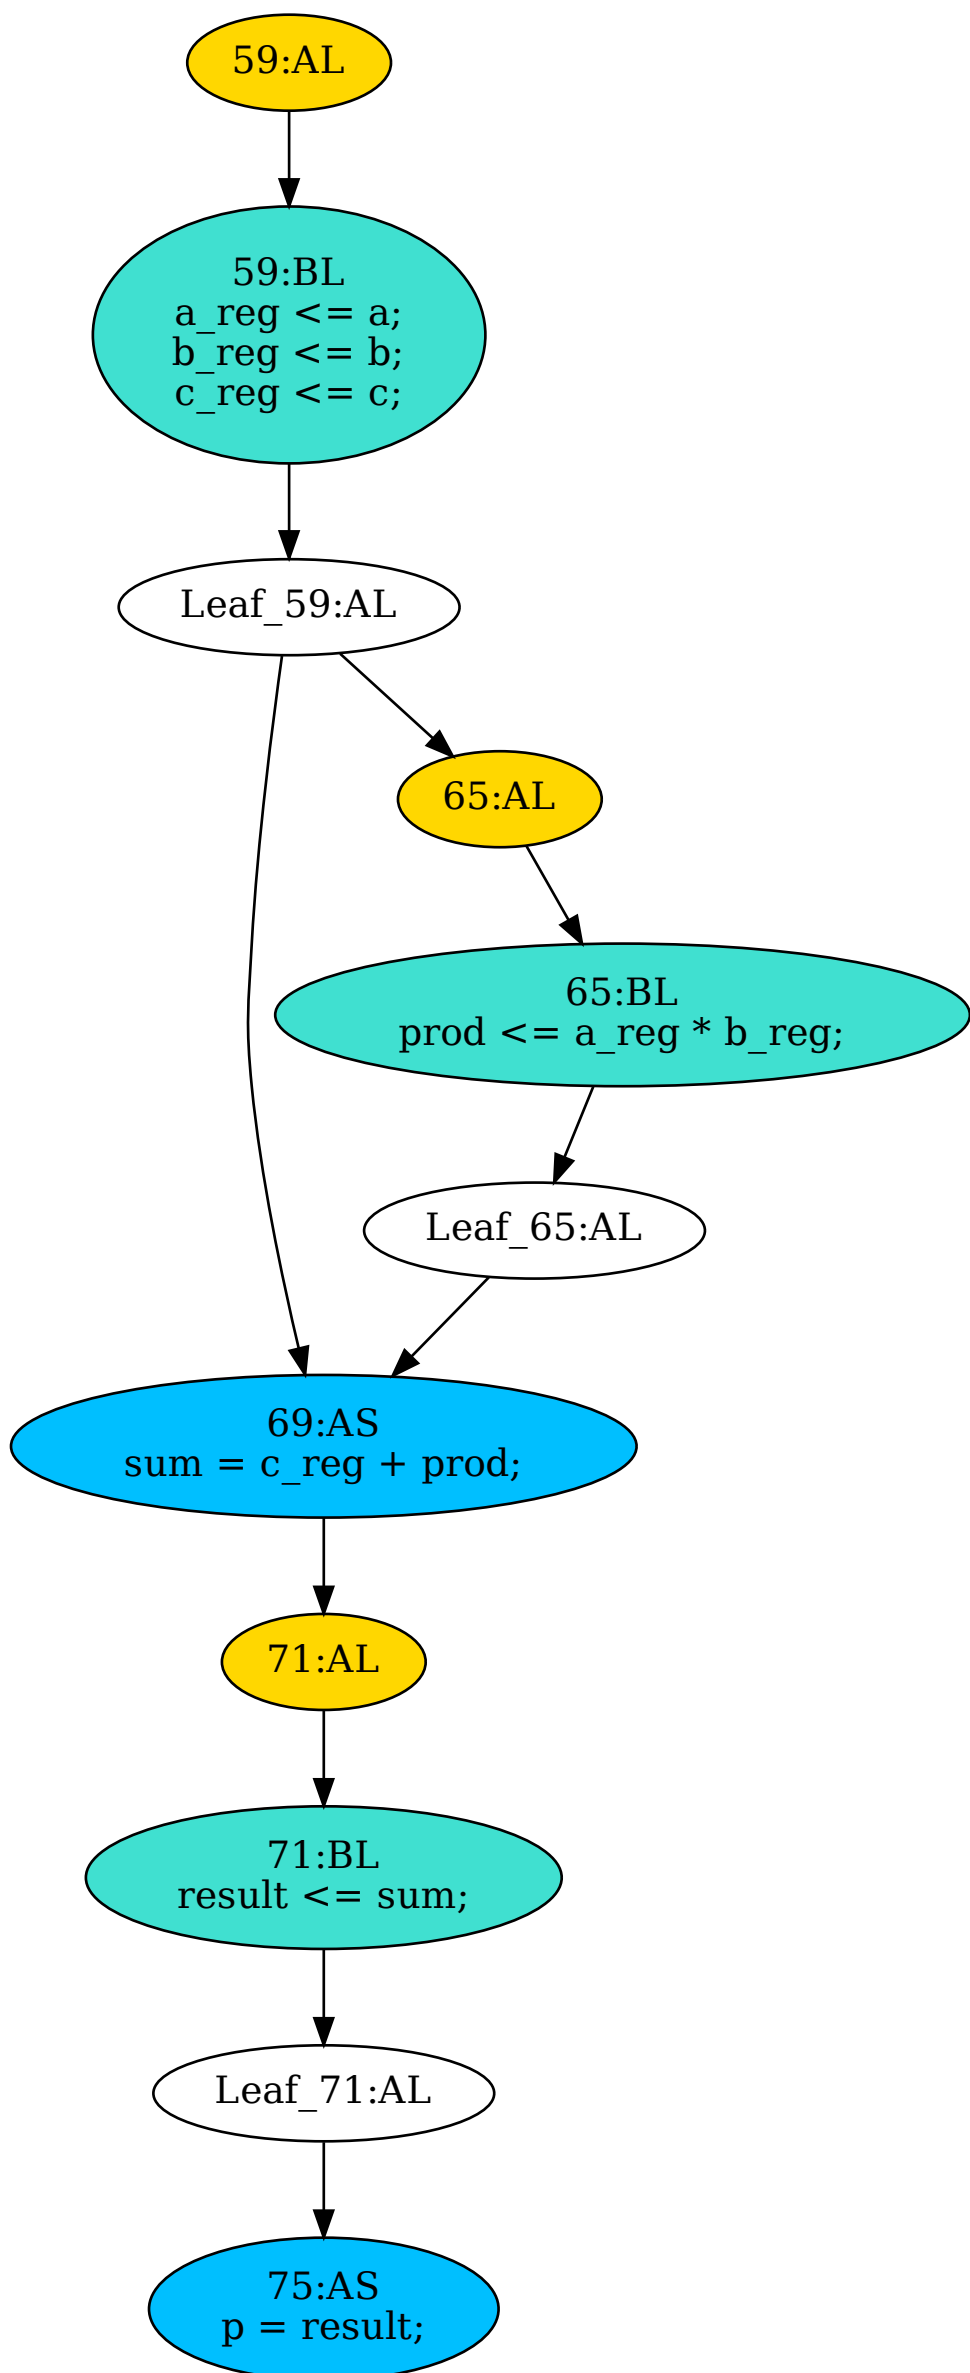 59:AL
59:BL
a_reg <= a;
b_reg <= b;
c_reg <= c;
Leaf_59:AL
65:AL
65:BL
prod <= a_reg * b_reg;
Leaf_65:AL
69:AS
sum = c_reg + prod;
71:AL
71:BL
result <= sum;
Leaf_71:AL
75:AS
p = result;